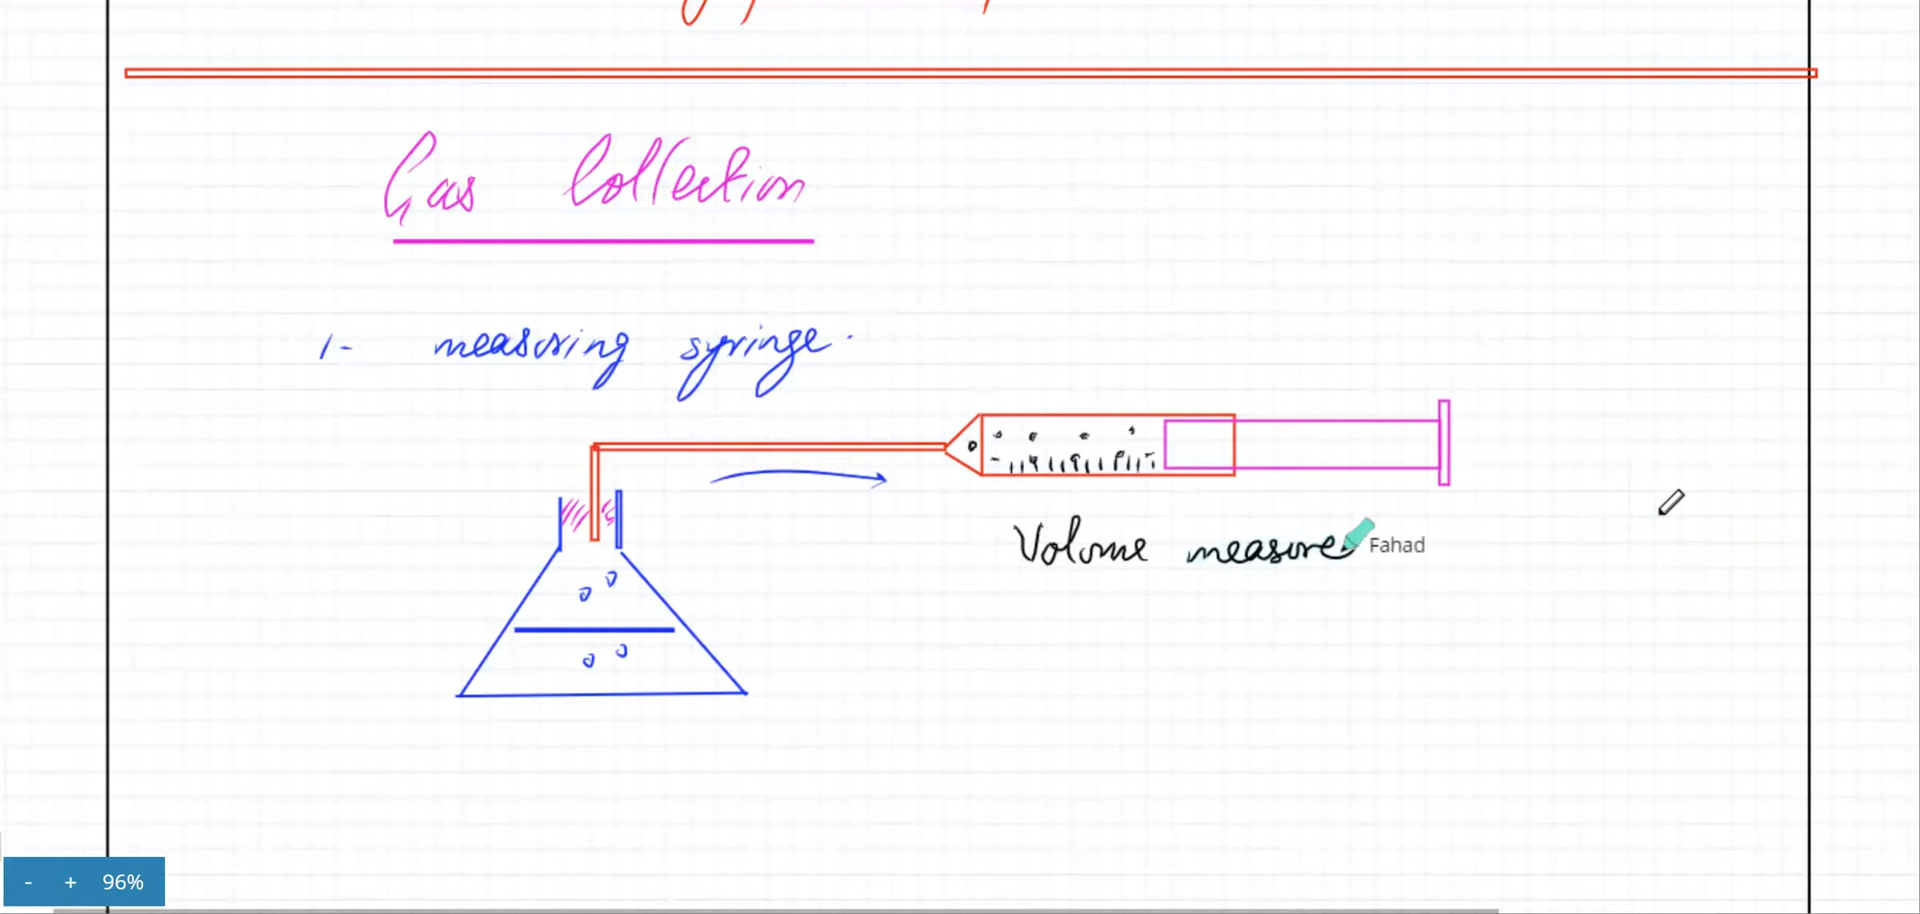 Gas Collection
1- measuring syringe.
Volume measure
Fahad
- + 96%